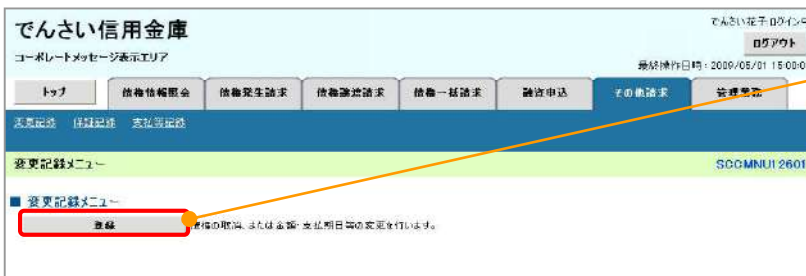 でんさい信用金庫
コーポレートメッセージ表示エリア
でんさい花子 ログイン中
ログアウト
最終操作日時：2009/05/01 15:00:0
トップ
債権情報照会
債権発生請求
債権譲渡請求
債権一括請求
融資申込
その他請求
管理業務
変更記録 保証記録 支払等記録
変更記録メニュー
SCCMNU12601
■ 変更記録メニュー
登録
債権の取消、または金額・支払期日等の変更を行います。